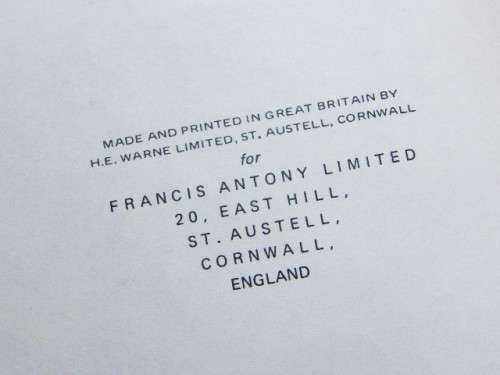 MADE AND PRINTED IN GREAT BRITAIN BY
H.E. WARNE LIMITED, ST. AUSTELL, CORNWALL
for
FRANCIS ANTONY LIMITED
20, EAST HILL,
ST. AUSTELL,
CORNWALL,
ENGLAND